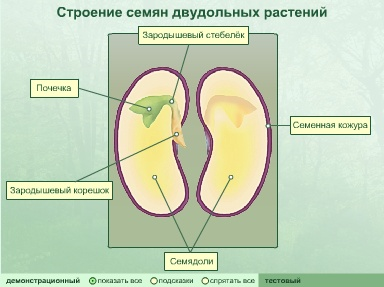 Строение семян двудольных растений
Зародышевый стебелёк
Почечка
Семенная кожура
Зародышевый корешок
Семядоли
демонстрационный показать все подсказки спрятать все тестовый